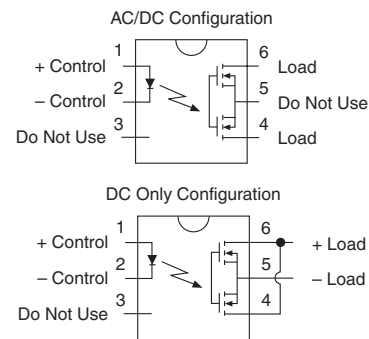 AC/DC Configuration
1 6
+ Control Load
2 5
– Control Do Not Use
3 4
Do Not Use Load
DC Only Configuration
1 6
+ Control + Load
2 5
– Control – Load
3 4
Do Not Use